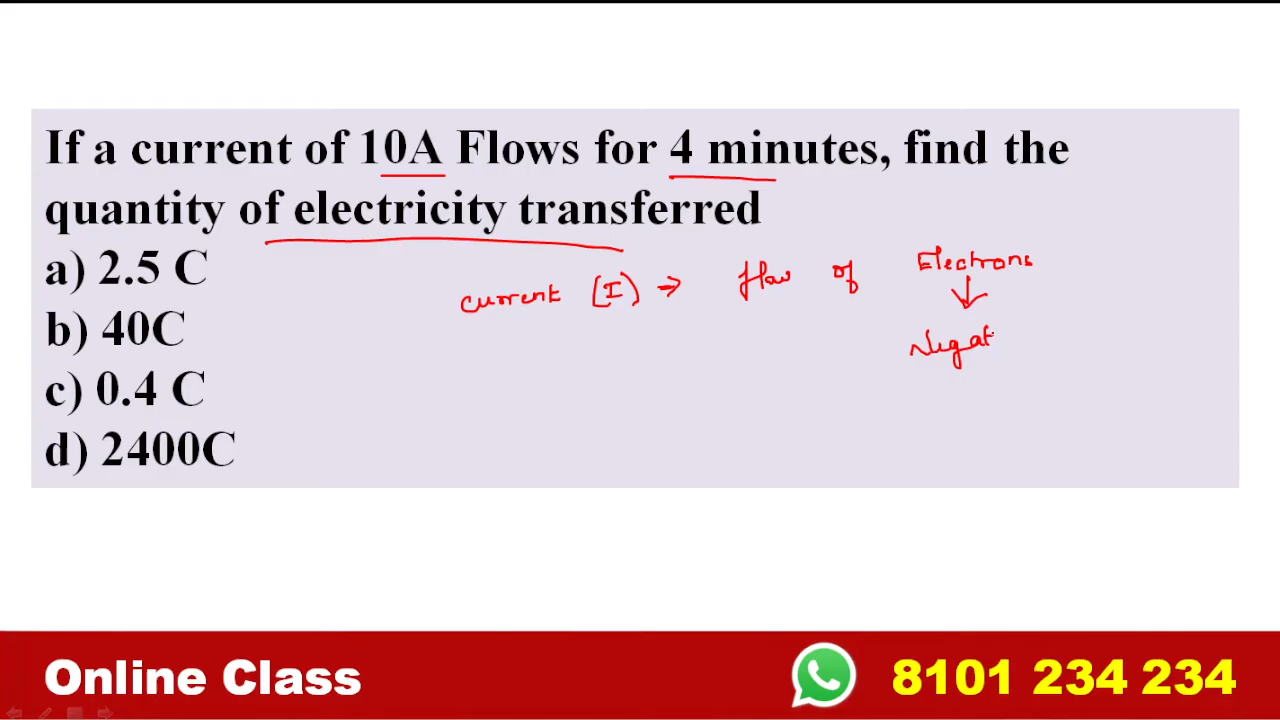 If a current of 10A Flows for 4 minutes, find the
quantity of electricity transferred
a) 2.5 C
b) 40C
c) 0.4 C
d) 2400C
current (I) → flow of Electrons
↓
Negat
Online Class
8101 234 234